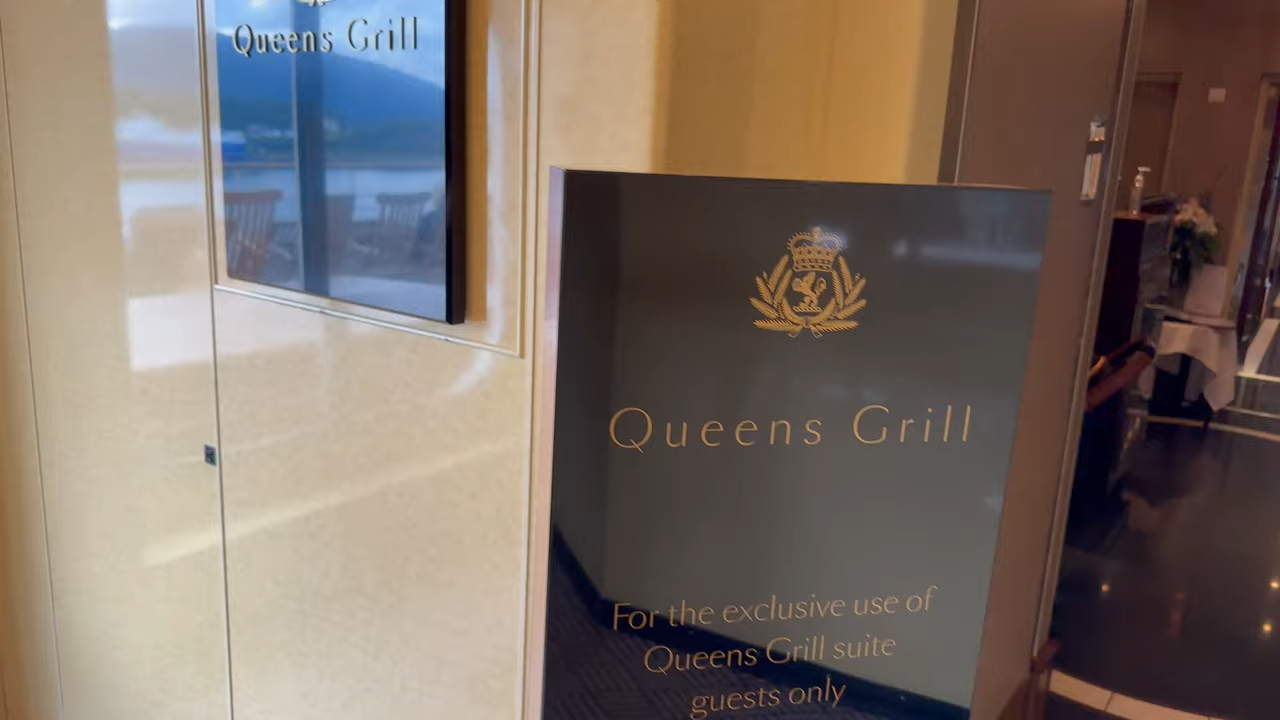 Queens Grill
Queens Grill
For the exclusive use of
Queens Grill suite
guests only